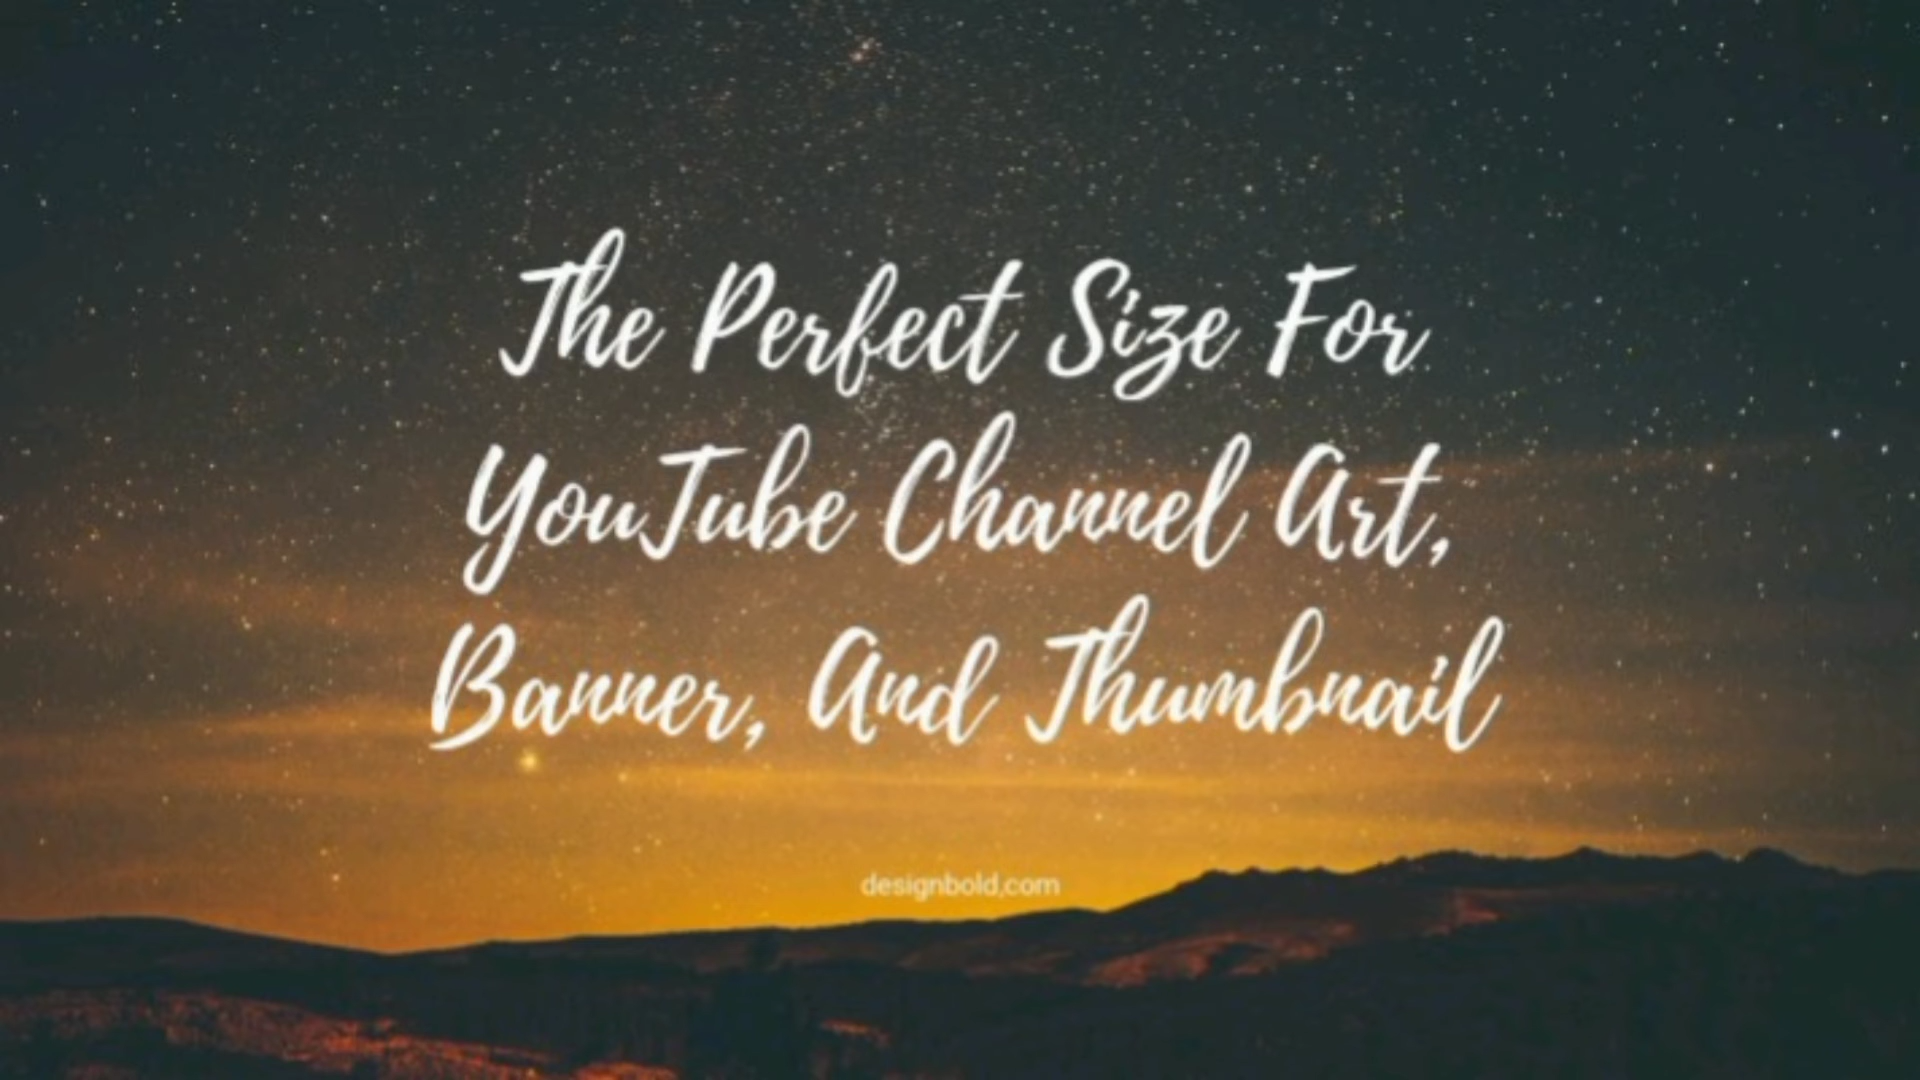 The Perfect Size For
YouTube Channel Art,
Banner, And Thumbnail
designbold.com